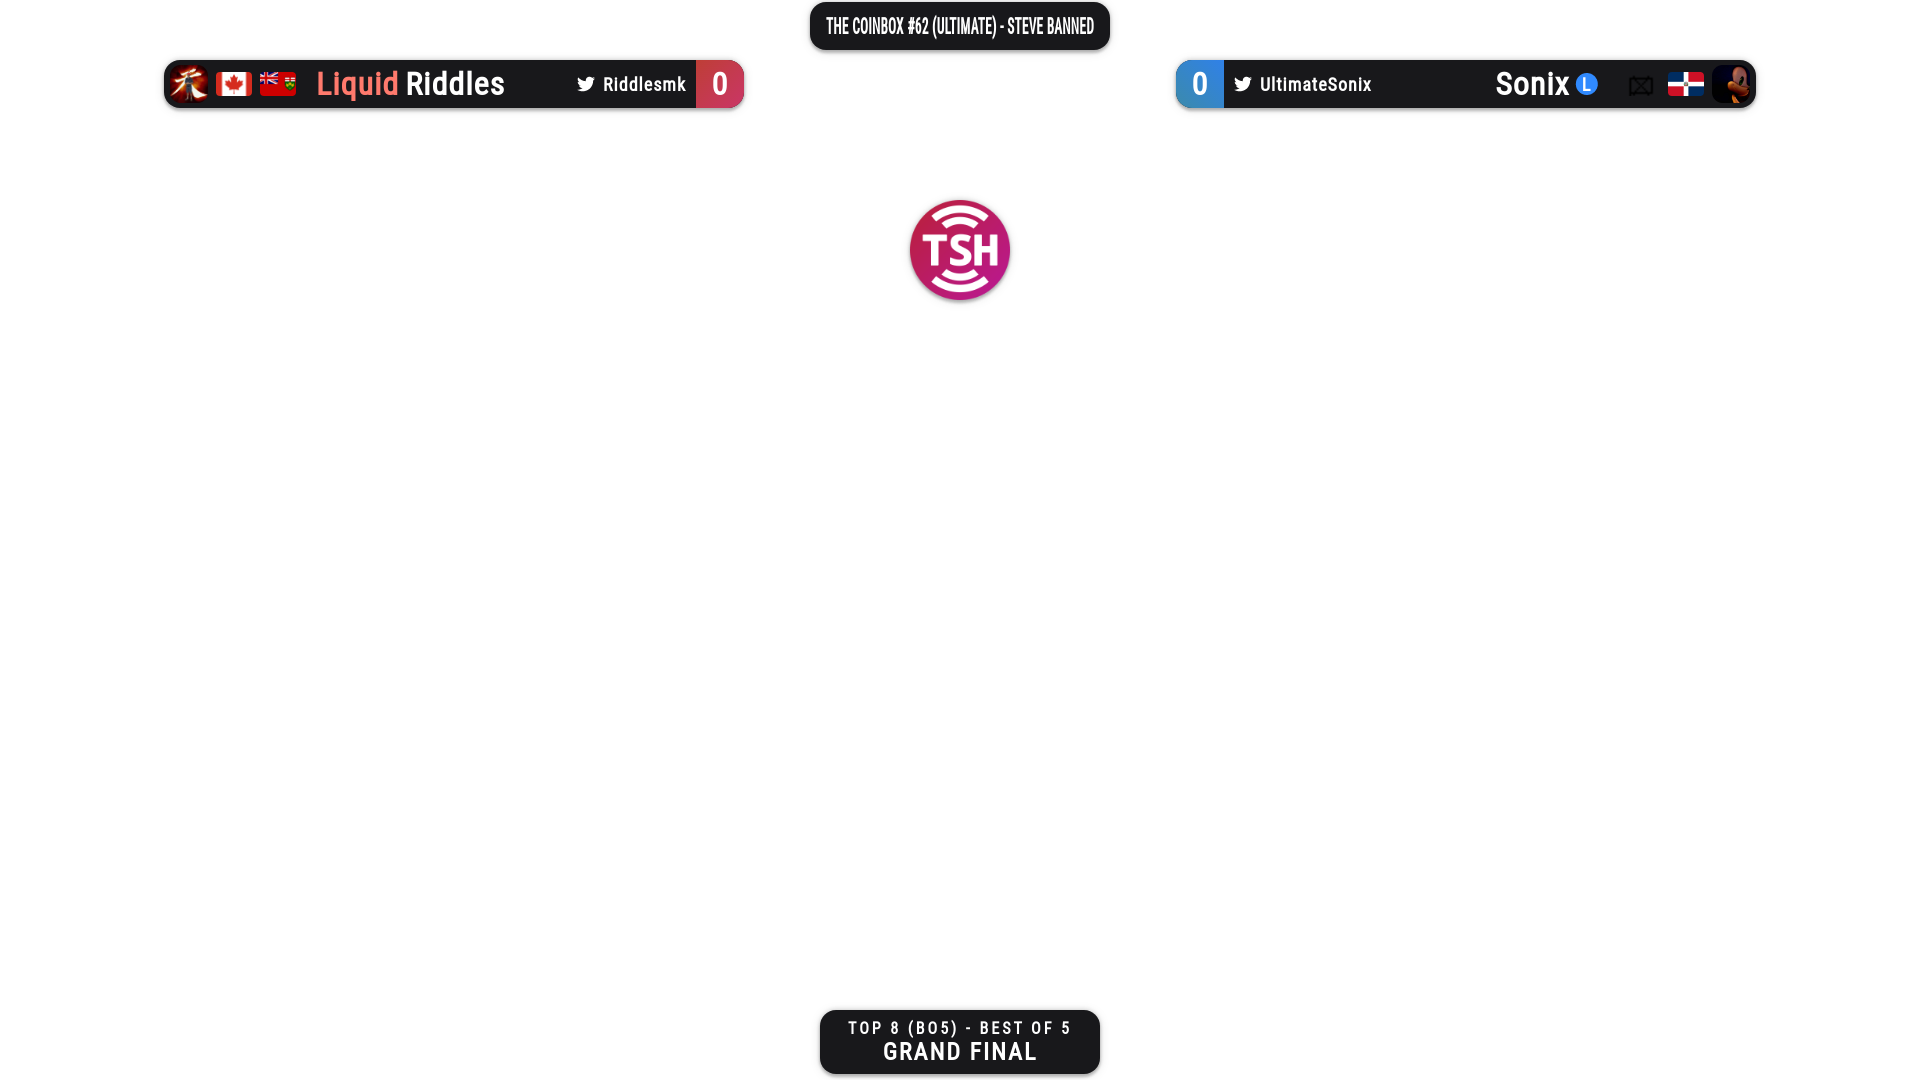 THE COINBOX #62 (ULTIMATE) - STEVE BANNED
Liquid Riddles Riddlesmk 0
0 UltimateSonix Sonix L
TSH
TOP 8 (BO5) - BEST OF 5
GRAND FINAL